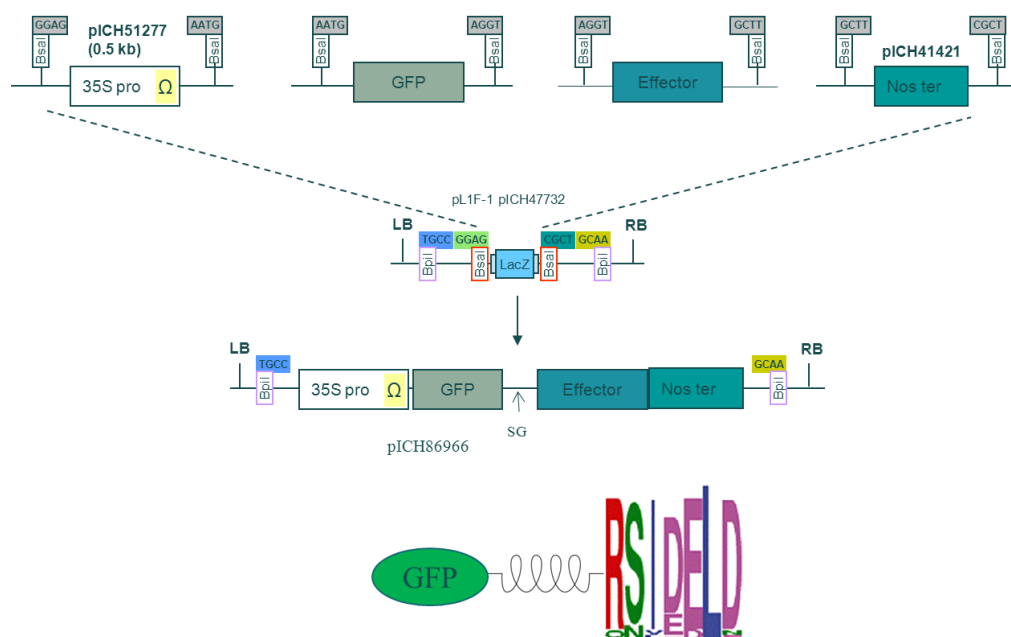 GGAG
pICH51277
(0.5 kb)
AATG
BsaI
BsaI
35S pro Ω
AATG
AGGT
BsaI
BsaI
GFP
AGGT
GCTT
BsaI
BsaI
Effector
GCTT
pICH41421
CGCT
BsaI
BsaI
Nos ter
pL1F-1 pICH47732
LB
TGCC GGAG
CGCT GCAA
RB
BpiI
BsaI
LacZ
BsaI
BpiI
LB
TGCC
GCAA
RB
BpiI
35S pro Ω
GFP
Effector
Nos ter
BpiI
SG
pICH86966
GFP
RSIDELD